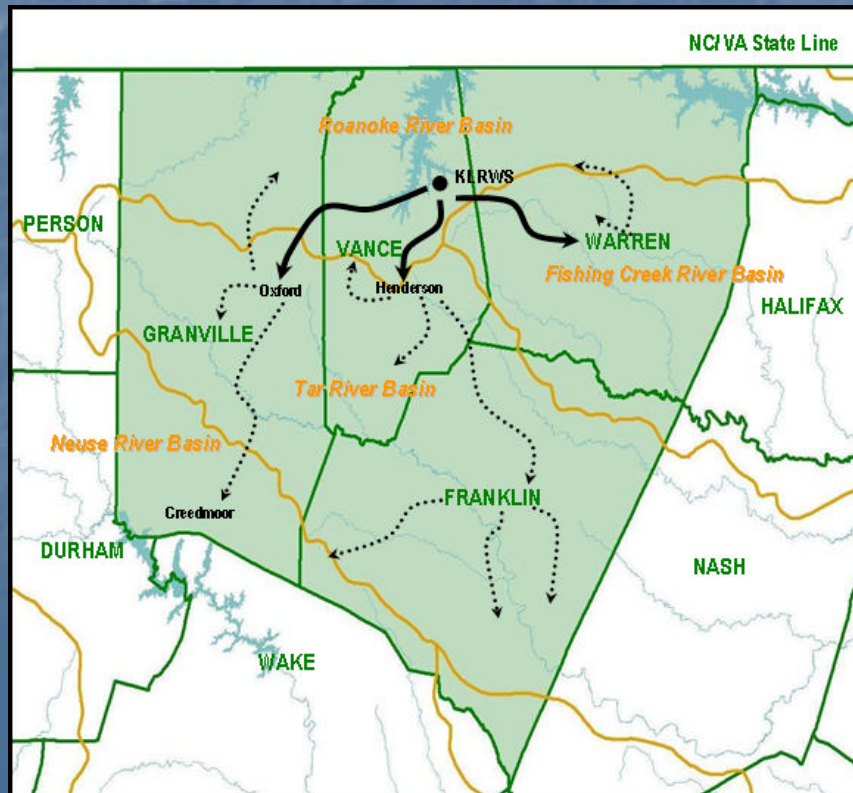 NC/VA State Line
Roanoke River Basin
KLRWS
PERSON
VANCE
WARREN
Fishing Creek River Basin
Oxford
Henderson
HALIFAX
GRANVILLE
Tar River Basin
Neuse River Basin
FRANKLIN
Creedmoor
DURHAM
NASH
WAKE